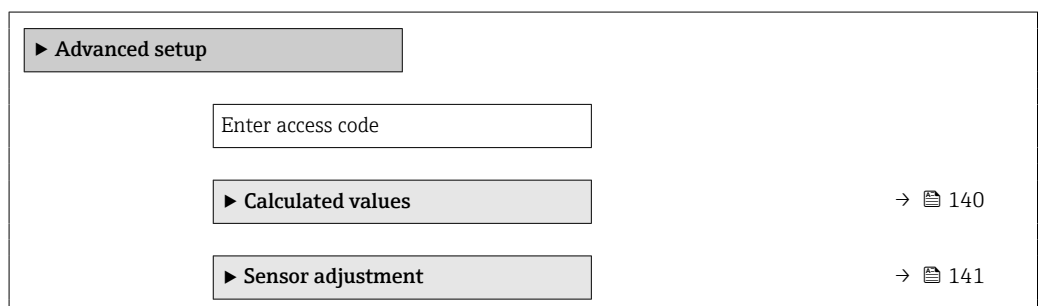 ▶ Advanced setup
Enter access code
▶ Calculated values → 🖹 140
▶ Sensor adjustment → 🖹 141